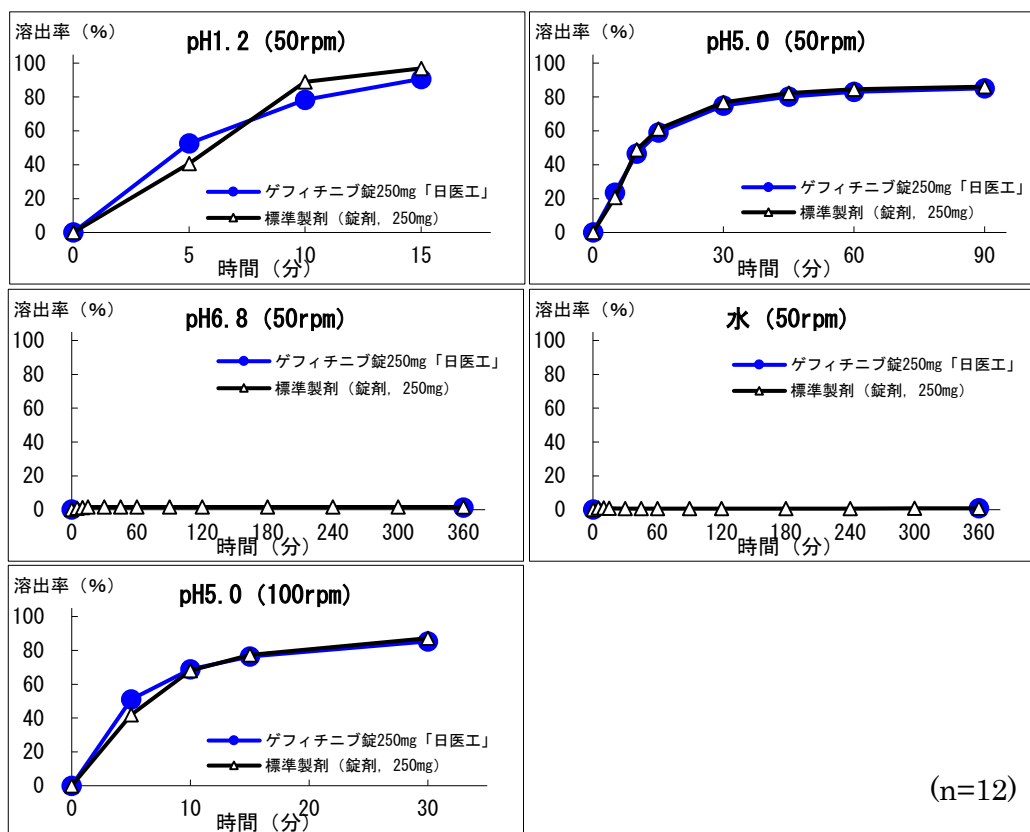 溶出率（%）
pH1.2 (50rpm)
100
80
60
40
20
0
ゲフィチニブ錠250mg「日医工」
標準製剤（錠剤, 250mg）
0 5 10 15
時間（分）
溶出率（%）
pH5.0 (50rpm)
100
80
60
40
20
0
ゲフィチニブ錠250mg「日医工」
標準製剤（錠剤, 250mg）
0 30 60 90
時間（分）
溶出率（%）
pH6.8 (50rpm)
100
80
60
40
20
0
ゲフィチニブ錠250mg「日医工」
標準製剤（錠剤, 250mg）
0 60 120 180 240 300 360
時間（分）
溶出率（%）
水 (50rpm)
100
80
60
40
20
0
ゲフィチニブ錠250mg「日医工」
標準製剤（錠剤, 250mg）
0 60 120 180 240 300 360
時間（分）
溶出率（%）
pH5.0 (100rpm)
100
80
60
40
20
0
ゲフィチニブ錠250mg「日医工」
標準製剤（錠剤, 250mg）
0 10 20 30
時間（分）
(n=12)